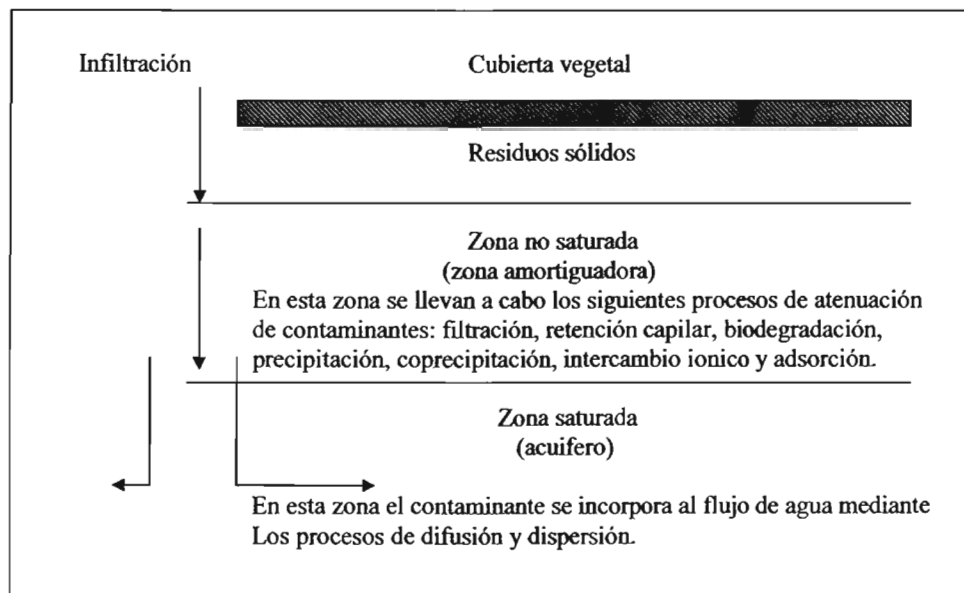 Infiltración
Cubierta vegetal
Residuos sólidos
Zona no saturada
(zona amortiguadora)
En esta zona se llevan a cabo los siguientes procesos de atenuación
de contaminantes: filtración, retención capilar, biodegradación,
precipitación, coprecipitación, intercambio ionico y adsorción.
Zona saturada
(acuifero)
En esta zona el contaminante se incorpora al flujo de agua mediante
Los procesos de difusión y dispersión.